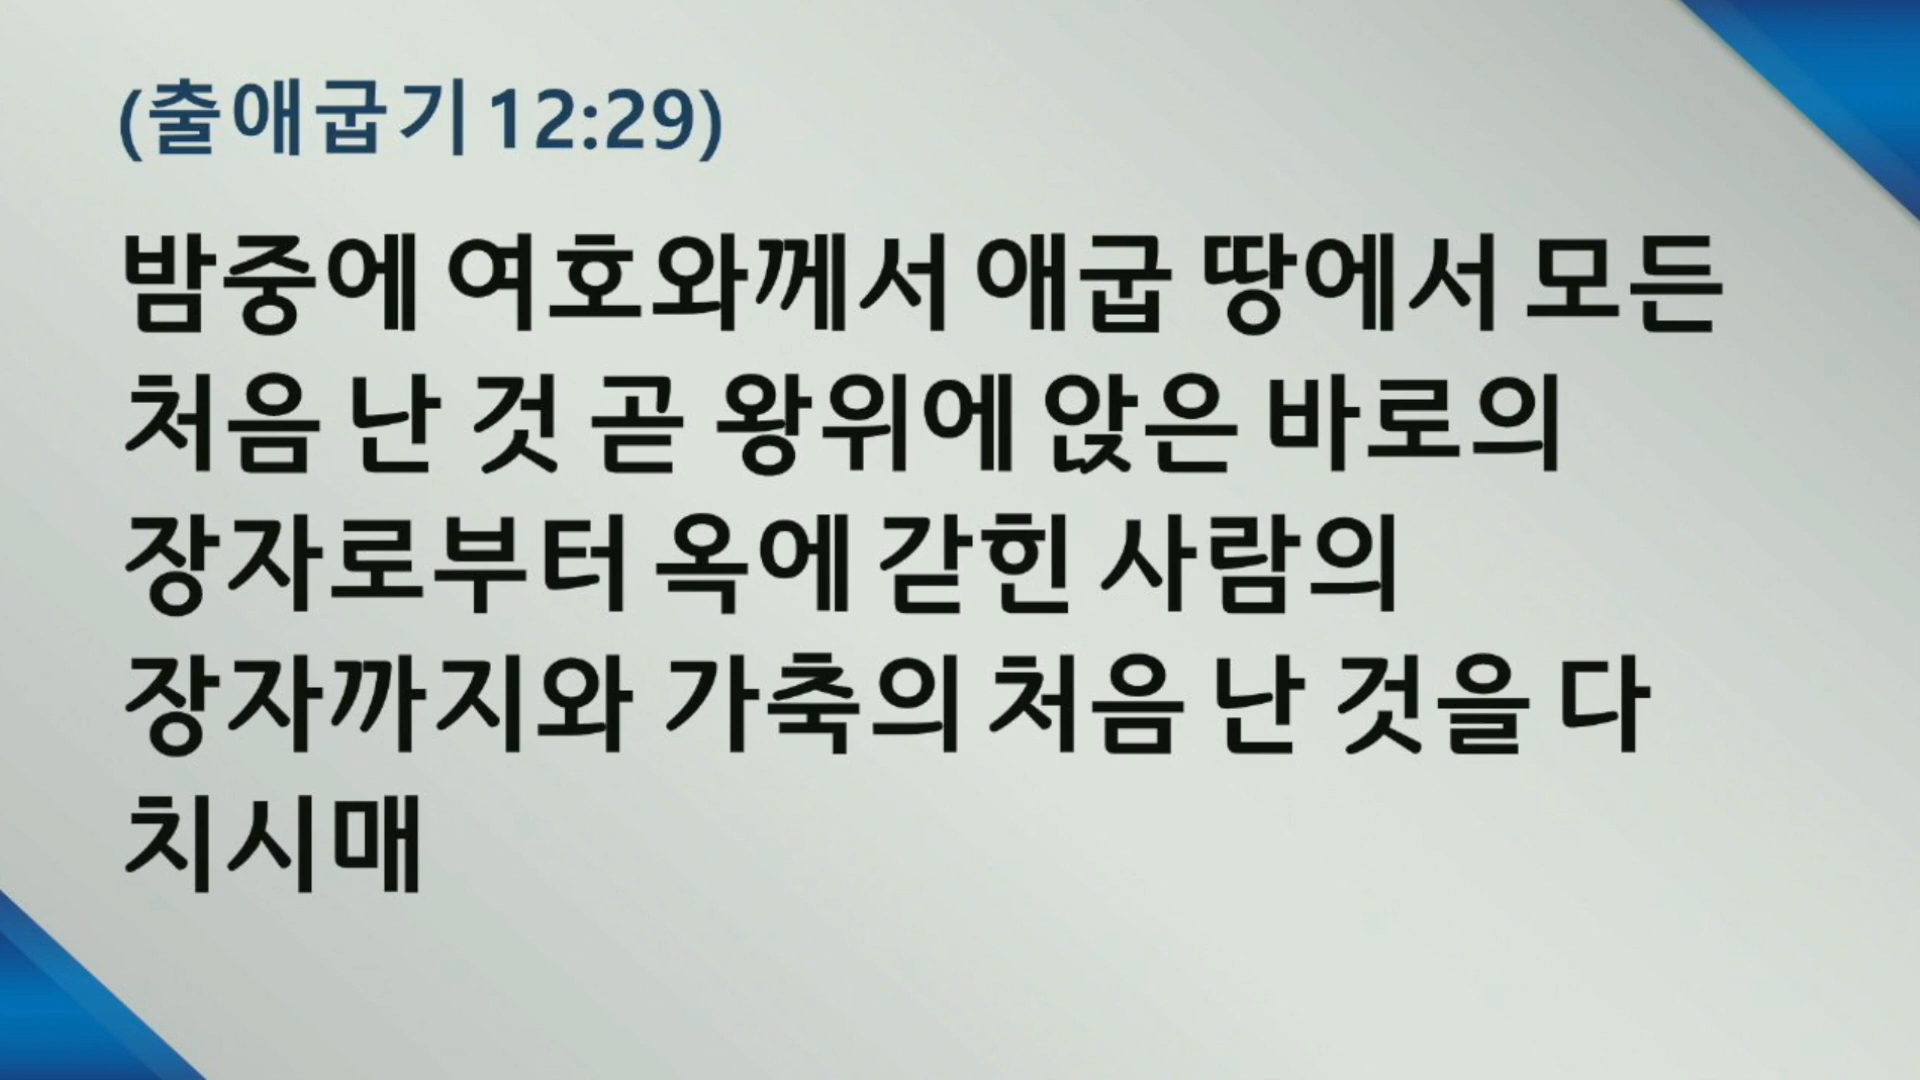 (출애굽기 12:29)
밤중에 여호와께서 애굽 땅에서 모든
처음 난 것 곧 왕위에 앉은 바로의
장자로부터 옥에 갇힌 사람의
장자까지와 가축의 처음 난 것을 다
치시매